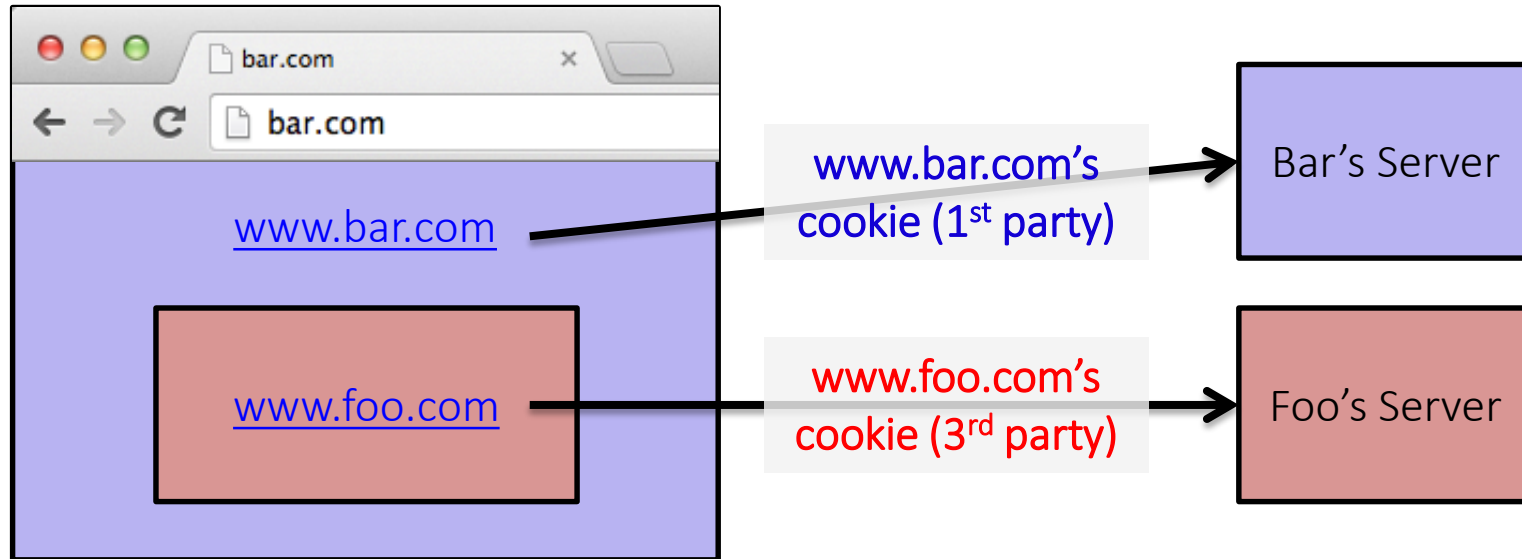 bar.com
bar.com
www.bar.com
www.bar.com’s
cookie (1st party)
Bar’s Server
www.foo.com
www.foo.com’s
cookie (3rd party)
Foo’s Server